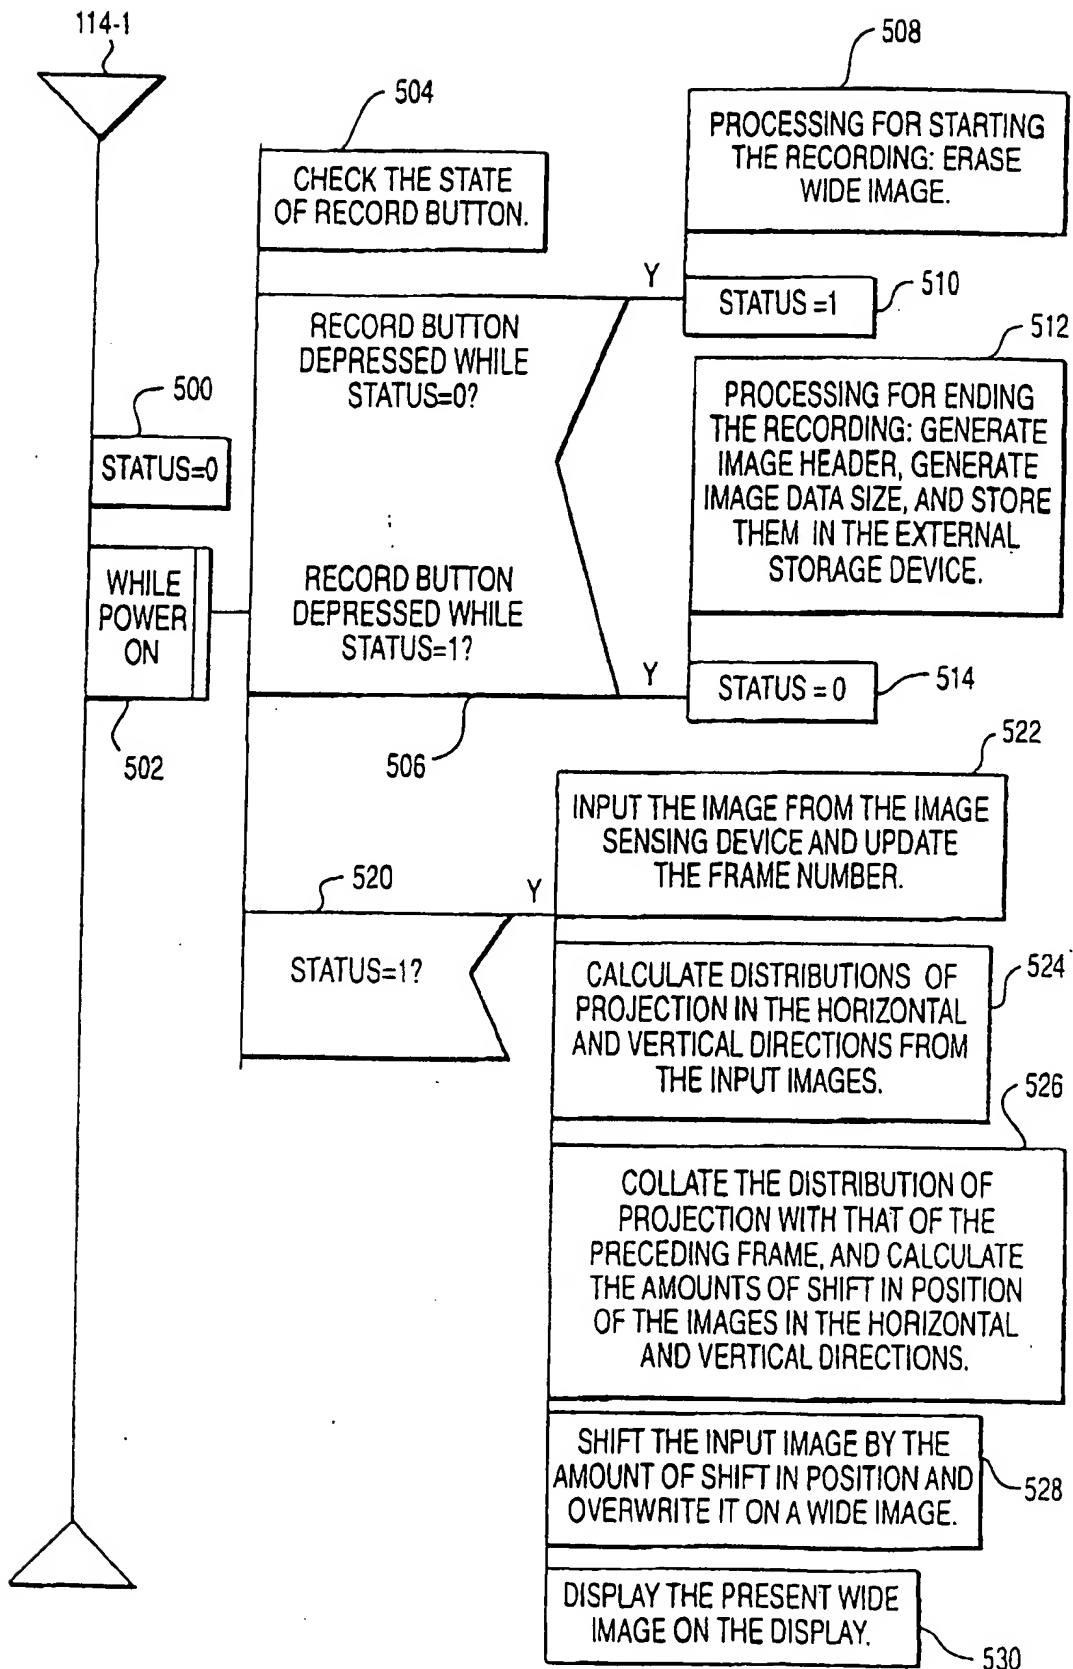 114-1
508
504
PROCESSING FOR STARTING
THE RECORDING: ERASE
WIDE IMAGE.
CHECK THE STATE
OF RECORD BUTTON.
Y
STATUS =1
510
RECORD BUTTON
DEPRESSED WHILE
STATUS=0?
512
500
STATUS=0
PROCESSING FOR ENDING
THE RECORDING: GENERATE
IMAGE HEADER, GENERATE
IMAGE DATA SIZE, AND STORE
THEM IN THE EXTERNAL
STORAGE DEVICE.
WHILE
POWER
ON
502
RECORD BUTTON
DEPRESSED WHILE
STATUS=1?
Y
STATUS = 0
514
506
522
INPUT THE IMAGE FROM THE IMAGE
SENSING DEVICE AND UPDATE
THE FRAME NUMBER.
520
Y
STATUS=1?
524
CALCULATE DISTRIBUTIONS OF
PROJECTION IN THE HORIZONTAL
AND VERTICAL DIRECTIONS FROM
THE INPUT IMAGES.
526
COLLATE THE DISTRIBUTION OF
PROJECTION WITH THAT OF THE
PRECEDING FRAME, AND CALCULATE
THE AMOUNTS OF SHIFT IN POSITION
OF THE IMAGES IN THE HORIZONTAL
AND VERTICAL DIRECTIONS.
SHIFT THE INPUT IMAGE BY THE
AMOUNT OF SHIFT IN POSITION AND
OVERWRITE IT ON A WIDE IMAGE.
528
DISPLAY THE PRESENT WIDE
IMAGE ON THE DISPLAY.
530